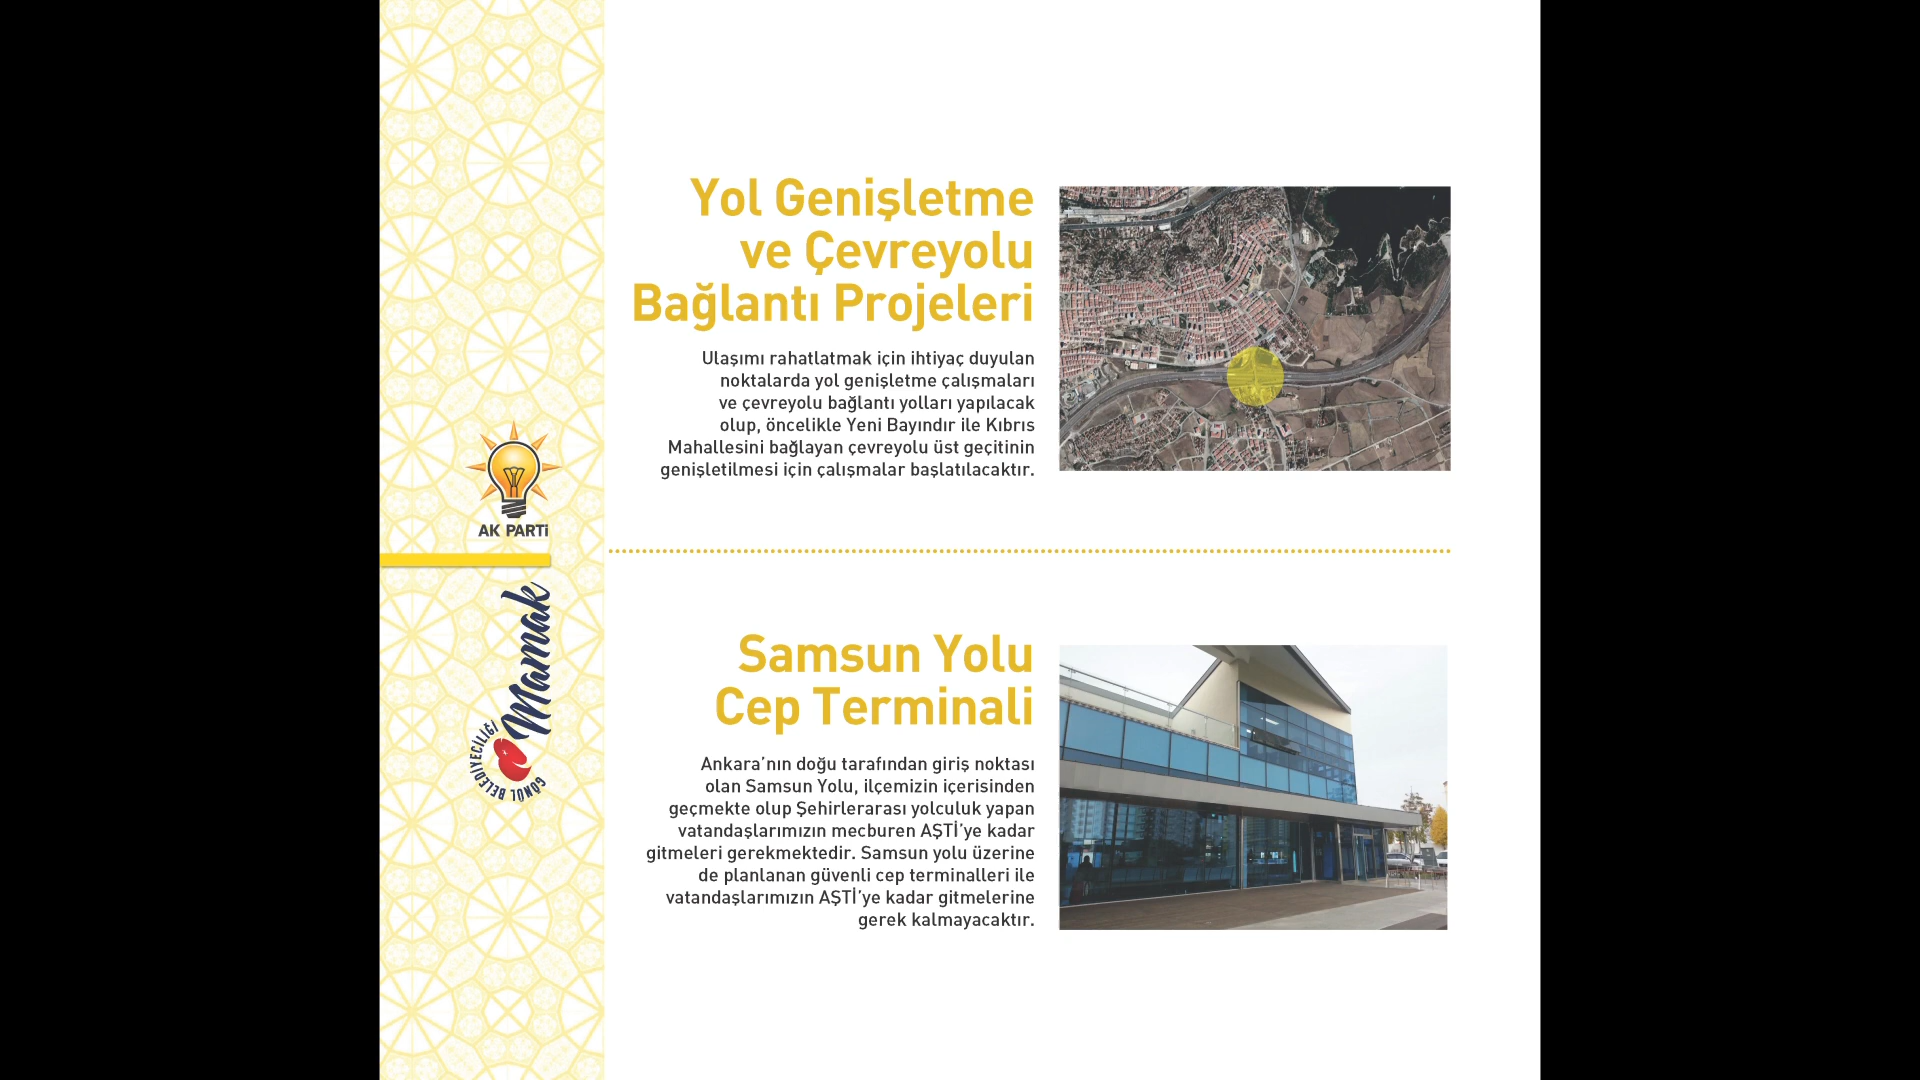 Yol Genişletme
ve Çevreyolu
Bağlantı Projeleri
Ulaşımı rahatlatmak için ihtiyaç duyulan
noktalarda yol genişletme çalışmaları
ve çevreyolu bağlantı yolları yapılacak
olup, öncelikle Yeni Bayındır ile Kıbrıs
Mahallesini bağlayan çevreyolu üst geçitinin
genişletilmesi için çalışmalar başlatılacaktır.
AK PARTİ
Mamak
GÖNÜL BELEDİYECİLİĞİ
Samsun Yolu
Cep Terminali
Ankara’nın doğu tarafından giriş noktası
olan Samsun Yolu, ilçemizin içerisinden
geçmekte olup Şehirlerarası yolculuk yapan
vatandaşlarımızın mecburen AŞTİ’ye kadar
gitmeleri gerekmektedir. Samsun yolu üzerine
de planlanan güvenli cep terminalleri ile
vatandaşlarımızın AŞTİ’ye kadar gitmelerine
gerek kalmayacaktır.